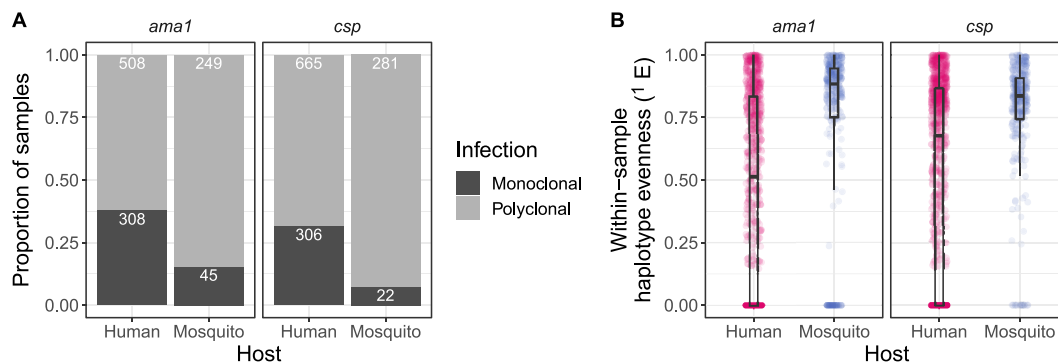 A
ama1 csp
1.00
0.75
0.50
0.25
0.00
Proportion of samples
508 249 665 281
308 45 306 22
Human Mosquito Human Mosquito
Host
Infection
Monoclonal
Polyclonal
B
ama1 csp
1.00
0.75
0.50
0.25
0.00
Within−sample
haplotype evenness (¹ E)
Human Mosquito Human Mosquito
Host